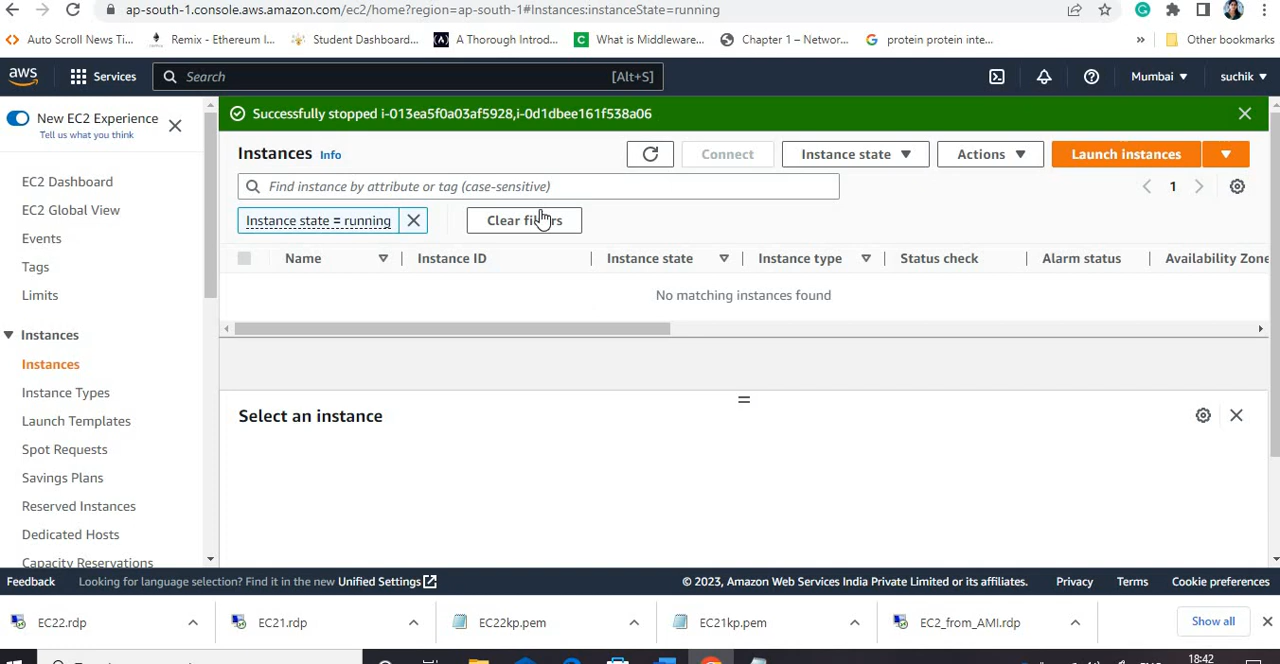 ap-south-1.console.aws.amazon.com/ec2/home?region=ap-south-1#Instances:instanceState=running
Auto Scroll News Ti...
Remix - Ethereum I...
Student Dashboard...
A Thorough Introd...
What is Middleware...
Chapter 1 – Networ...
protein protein inte...
»
Other bookmarks
aws
Services
Search
[Alt+S]
Mumbai
suchik
New EC2 Experience
Tell us what you think
Successfully stopped i-013ea5f0a03af5928,i-0d1dbee161f538a06
Instances Info
Connect
Instance state
Actions
Launch instances
Find instance by attribute or tag (case-sensitive)
1
Instance state = running
Clear filters
Name
Instance ID
Instance state
Instance type
Status check
Alarm status
Availability Zone
No matching instances found
Select an instance
EC2 Dashboard
EC2 Global View
Events
Tags
Limits
Instances
Instances
Instance Types
Launch Templates
Spot Requests
Savings Plans
Reserved Instances
Dedicated Hosts
Capacity Reservations
Feedback
Looking for language selection? Find it in the new Unified Settings
© 2023, Amazon Web Services India Private Limited or its affiliates.
Privacy
Terms
Cookie preferences
EC22.rdp
EC21.rdp
EC22kp.pem
EC21kp.pem
EC2_from_AMI.rdp
Show all
18:42